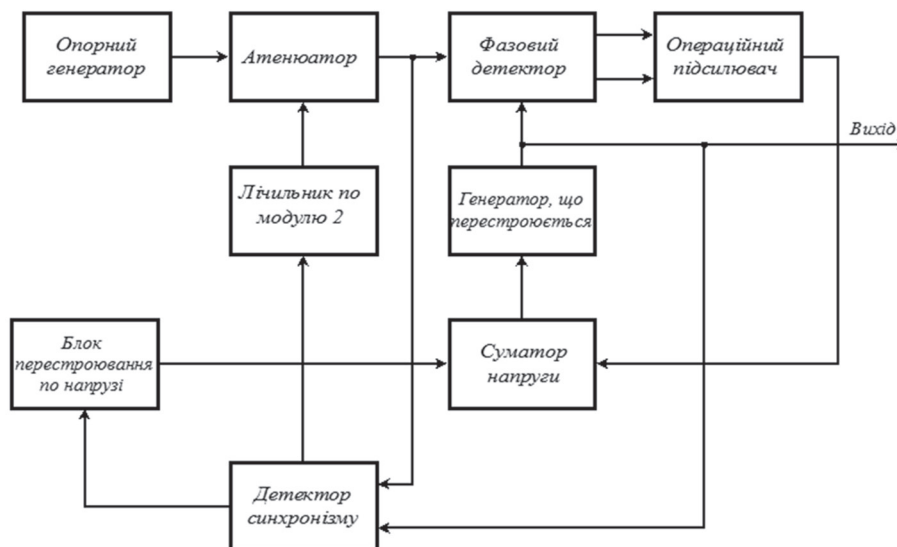 Опорний
генератор
Атенюатор
Фазовий
детектор
Операційний
підсилювач
Вихід
Лічильник по
модулю 2
Генератор, що
перестроюється
Блок
перестроювання
по напрузі
Суматор
напруги
Детектор
синхронізму